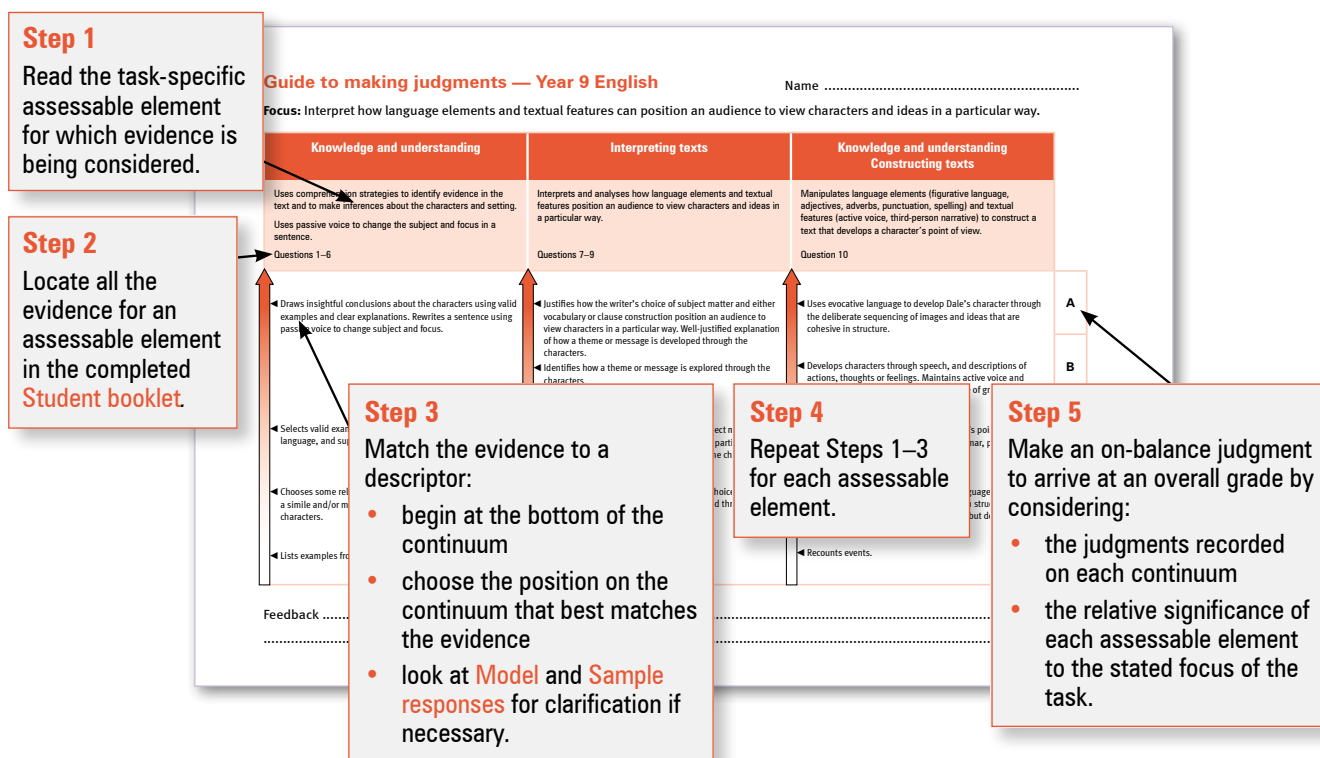 Step 1
Read the task-specific
assessable element
for which evidence is
being considered.
Step 2
Locate all the
evidence for an
assessable element
in the completed
Student booklet.
Guide to making judgments — Year 9 English
Name
Focus: Interpret how language elements and textual features can position an audience to view characters and ideas in a particular way.
Knowledge and understanding
Uses comprehension strategies to identify evidence in the
text and to make inferences about the characters and setting.
Uses passive voice to change the subject and focus in a
sentence.
Questions 1–6
Interpreting texts
Interprets and analyses how language elements and textual
features position an audience to view characters and ideas in
a particular way.
Questions 7–9
Knowledge and understanding
Constructing texts
Manipulates language elements (figurative language,
adjectives, adverbs, punctuation, spelling) and textual
features (active voice, third-person narrative) to construct a
text that develops a character's point of view.
Question 10
Draws insightful conclusions about the characters using valid
examples and clear explanations. Rewrites a sentence using
passive voice to change subject and focus.
Selects valid
language, and
Chooses some
a simile and/or
characters.
Lists examples
Justifies how the writer's choice of subject matter and either
vocabulary or clause construction position an audience to
view characters in a particular way. Well-justified explanation
of how a theme or message is developed through the
characters.
Identifies how a theme or message is explored through the
characters.
Uses evocative language to develop Dale's character through
the deliberate sequencing of images and ideas that are
cohesive in structure.
Develops characters through speech, and descriptions of
actions, thoughts or feelings. Maintains active voice and
of
Recounts events.
A
B
Feedback
Step 3
Match the evidence to a
descriptor:
• begin at the bottom of the
continuum
• choose the position on the
continuum that best matches
the evidence
• look at Model and Sample
responses for clarification if
necessary.
Step 4
Repeat Steps 1–3
for each assessable
element.
Step 5
Make an on-balance judgment
to arrive at an overall grade by
considering:
• the judgments recorded
on each continuum
• the relative significance of
each assessable element
to the stated focus of the
task.